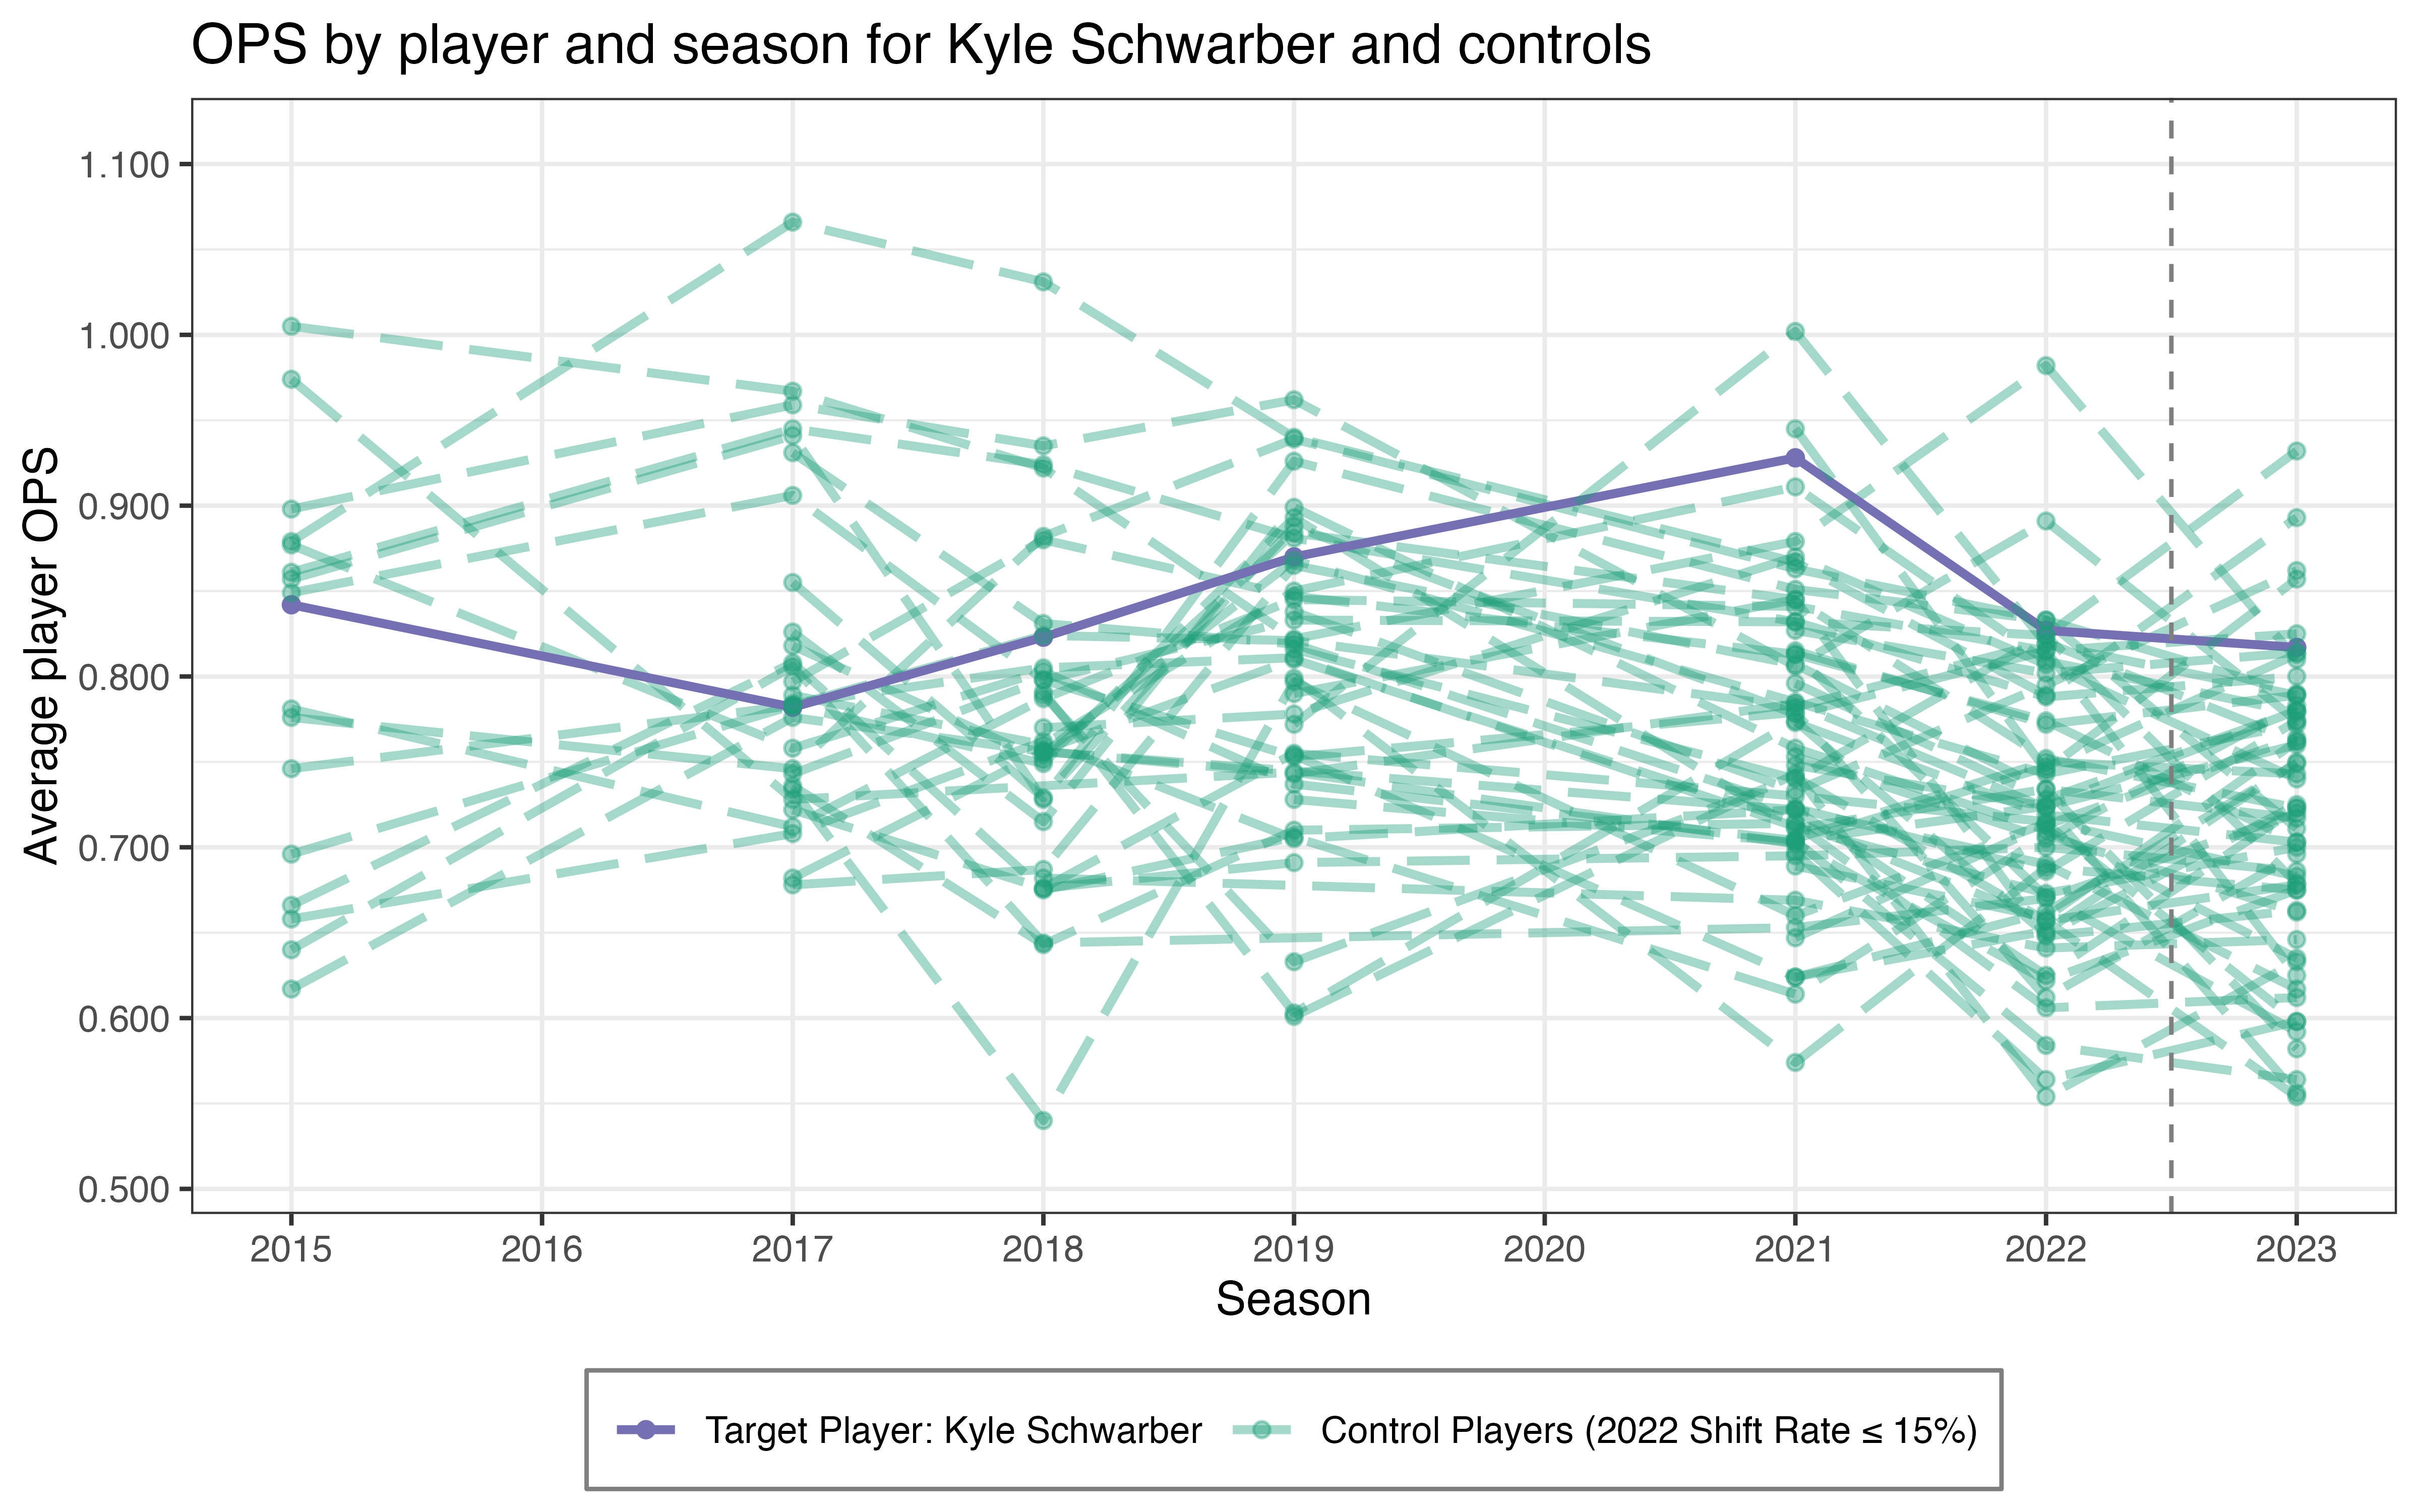 OPS by player and season for Kyle Schwarber and controls
Average player OPS
1.100
1.000
0.900
0.800
0.700
0.600
0.500
2015 2016 2017 2018 2019 2020 2021 2022 2023
Season
Target Player: Kyle Schwarber Control Players (2022 Shift Rate ≤ 15%)